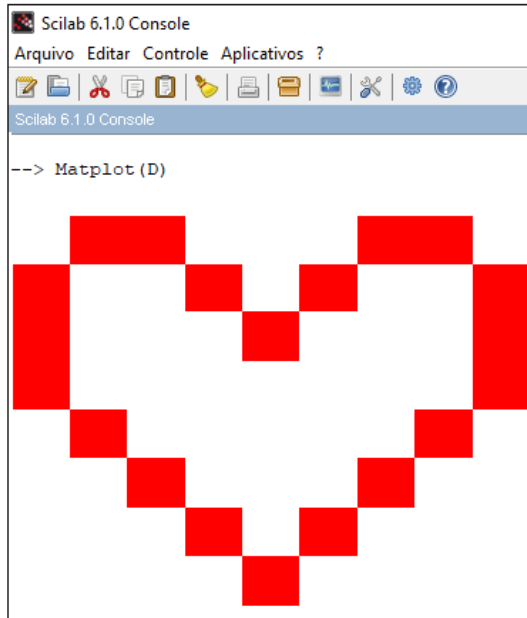 Scilab 6.1.0 Console
Arquivo Editar Controle Aplicativos ?
Scilab 6.1.0 Console
--> Matplot(D)